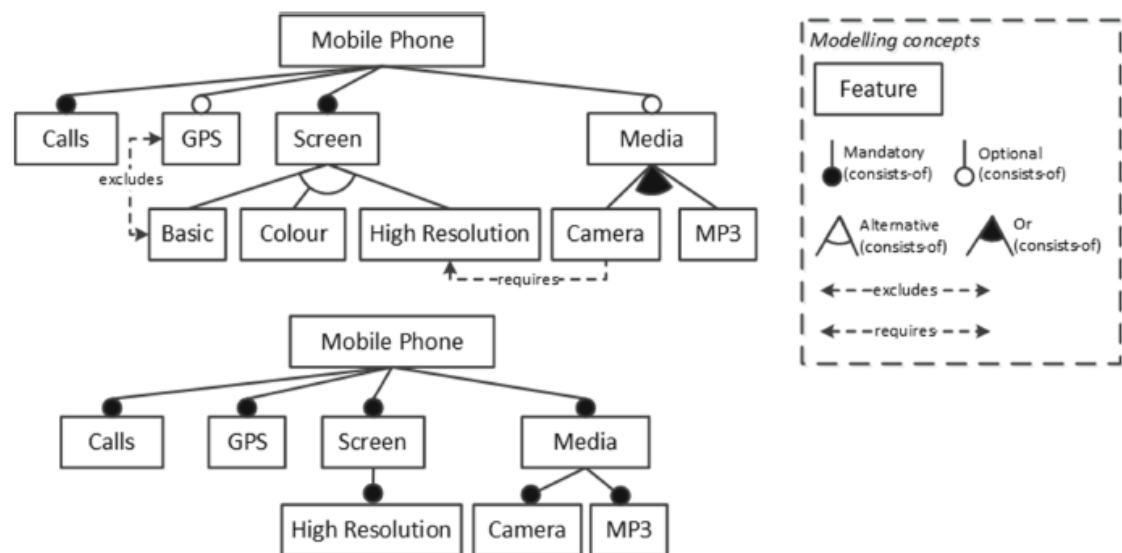 Mobile Phone
Calls
GPS
Screen
Media
excludes
Basic
Colour
High Resolution
Camera
MP3
requires
Mobile Phone
Calls
GPS
Screen
Media
High Resolution
Camera
MP3
Modelling concepts
Feature
Mandatory
(consists-of)
Optional
(consists-of)
Alternative
(consists-of)
Or
(consists-of)
excludes
requires